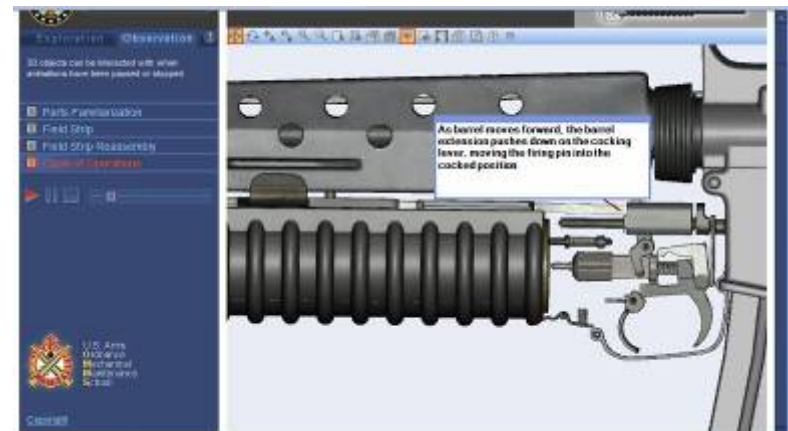 Exploration Observation
3D objects can be interacted with when
animations have been paused or stopped
Parts Familiarization
Field Strip
Field Strip Reassembly
Cycle of Operations
As barrel moves forward, the barrel
extension pushes down on the cocking
lever, moving the firing pin into the
cocked position
U.S. Army
Ordnance
Mechanical
Maintenance
School
Copyright